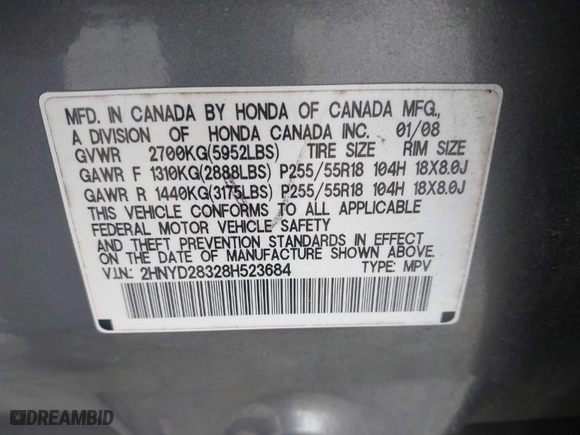 MFD. IN CANADA BY HONDA OF CANADA MFG.,
A DIVISION OF HONDA CANADA INC. 01/08
GVWR 2700KG(5952LBS) TIRE SIZE RIM SIZE
GAWR F 1310KG(2888LBS) P255/55R18 104H 18X8.0J
GAWR R 1440KG(3175LBS) P255/55R18 104H 18X8.0J
THIS VEHICLE CONFORMS TO ALL APPLICABLE
FEDERAL MOTOR VEHICLE SAFETY
AND THEFT PREVENTION STANDARDS IN EFFECT
ON THE DATE OF MANUFACTURE SHOWN ABOVE.
V.I.N.: 2HNYD28328H523684 TYPE: MPV
DREAMBID